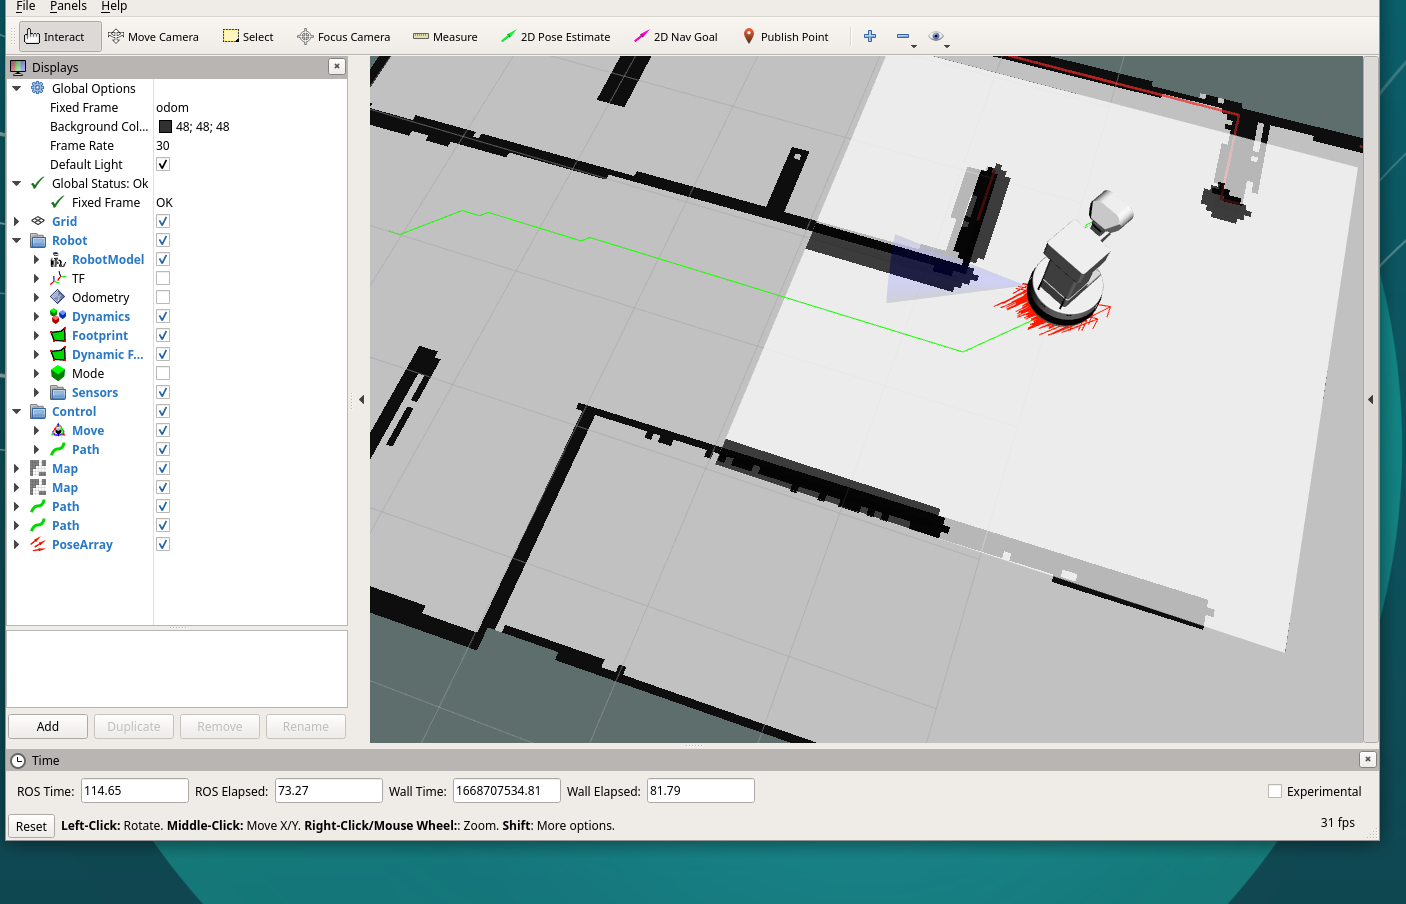 File Panels Help
Interact Move Camera Select Focus Camera Measure 2D Pose Estimate 2D Nav Goal Publish Point
Displays
Global Options
Fixed Frame odom
Background Col... 48; 48; 48
Frame Rate 30
Default Light
Global Status: Ok
Fixed Frame OK
Grid
Robot
RobotModel
TF
Odometry
Dynamics
Footprint
Dynamic F...
Mode
Sensors
Control
Move
Path
Map
Map
Path
Path
PoseArray
Add Duplicate Remove Rename
Time
ROS Time: 114.65 ROS Elapsed: 73.27 Wall Time: 1668707534.81 Wall Elapsed: 81.79 Experimental
Reset Left-Click: Rotate. Middle-Click: Move X/Y. Right-Click/Mouse Wheel:: Zoom. Shift: More options. 31 fps